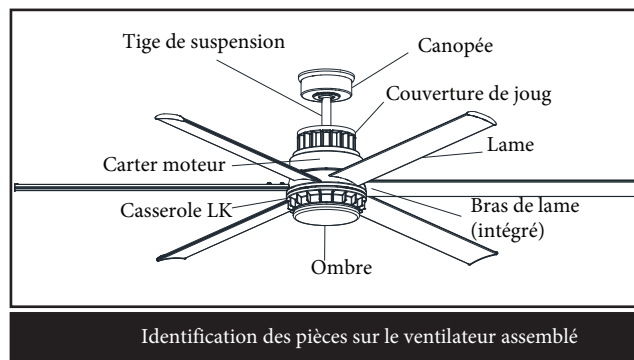 Tige de suspension
Canopée
Couverture de joug
Lame
Carter moteur
Casserole LK
Bras de lame
(intégré)
Ombre
Identification des pièces sur le ventilateur assemblé